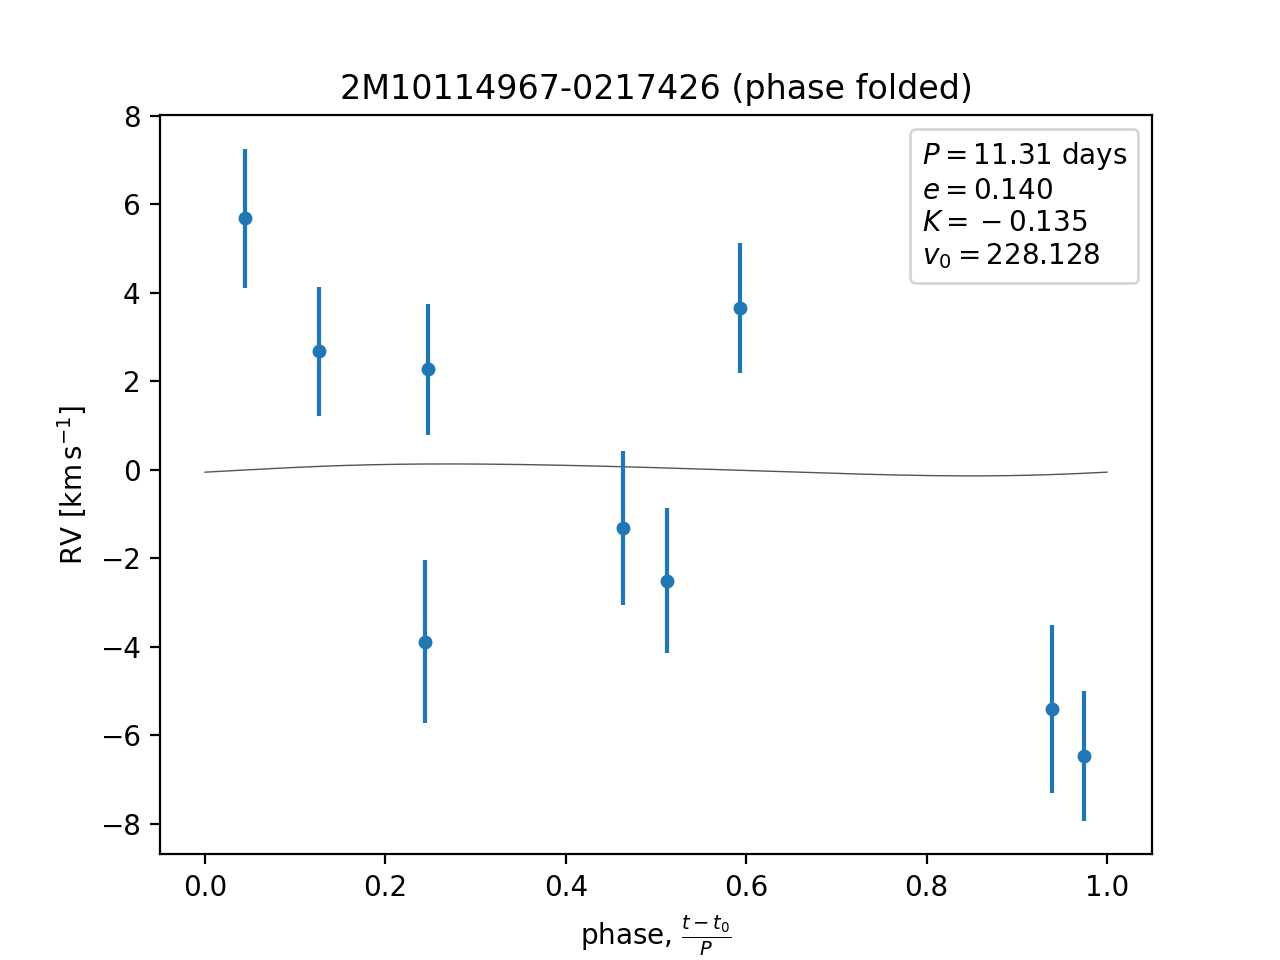 2M10114967-0217426 (phase folded)
P = 11.31 days
e = 0.140
K = −0.135
v₀ = 228.128
8
6
4
2
0
−2
−4
−6
−8
RV [km s⁻¹]
0.0 0.2 0.4 0.6 0.8 1.0
phase, (t − t₀)/P